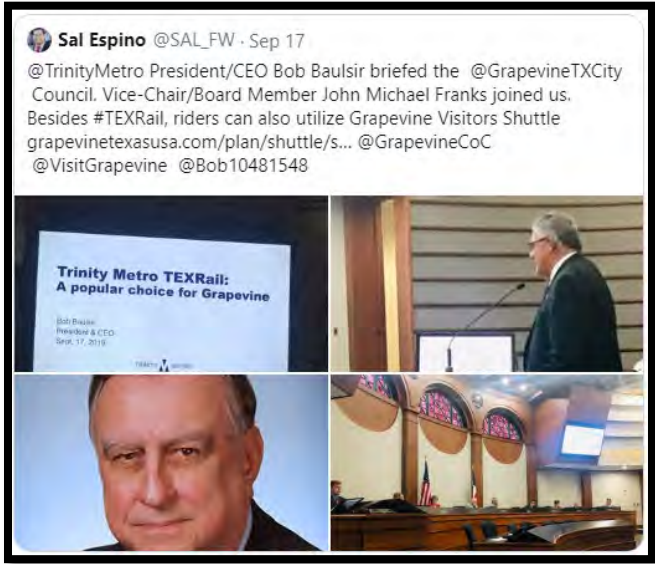 Sal Espino @SAL_FW · Sep 17
@TrinityMetro President/CEO Bob Baulsir briefed the @GrapevineTXCity
Council. Vice-Chair/Board Member John Michael Franks joined us.
Besides #TEXRail, riders can also utilize Grapevine Visitors Shuttle
grapevinetexasusa.com/plan/shuttle/s... @GrapevineCoC
@VisitGrapevine @Bob10481548
Trinity Metro TEXRail:
A popular choice for Grapevine
Bob Baulsir
President & CEO
Sept. 17, 2019
TRINITY METRO